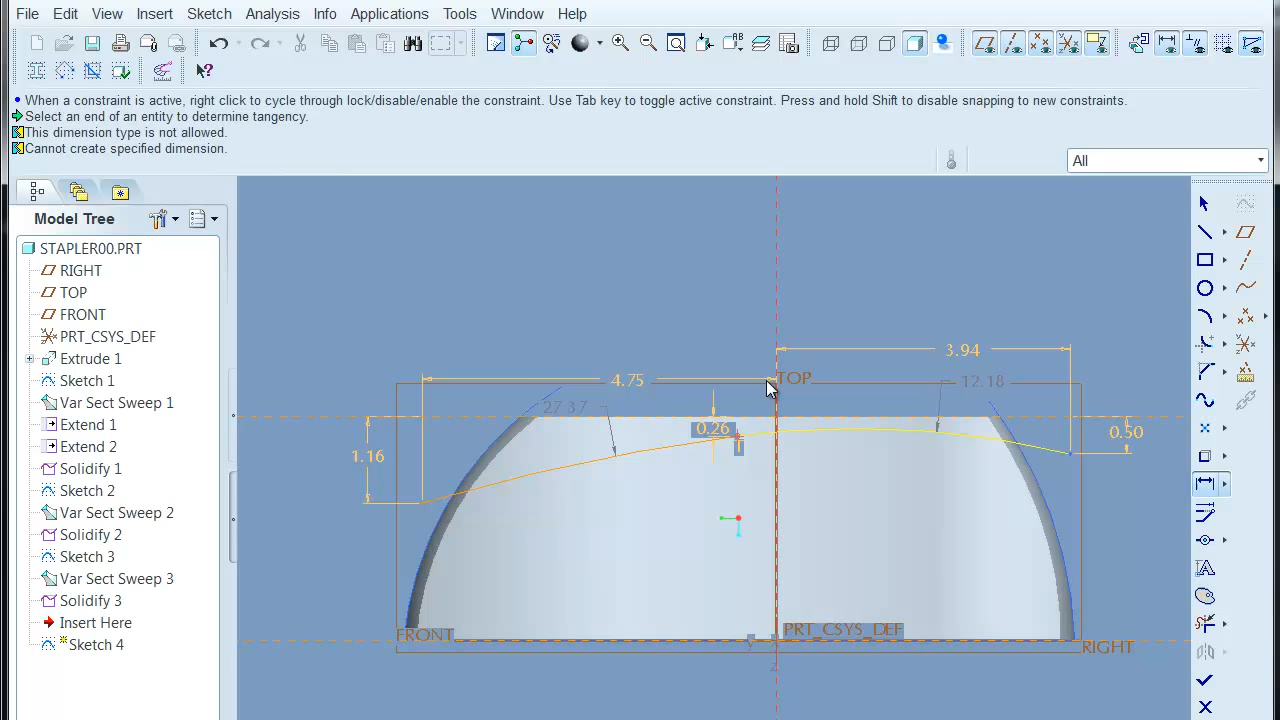 File Edit View Insert Sketch Analysis Info Applications Tools Window Help
When a constraint is active, right click to cycle through lock/disable/enable the constraint. Use Tab key to toggle active constraint. Press and hold Shift to disable snapping to new constraints.
Select an end of an entity to determine tangency.
This dimension type is not allowed.
Cannot create specified dimension.
All
Model Tree
STAPLER00.PRT
RIGHT
TOP
FRONT
PRT_CSYS_DEF
Extrude 1
Sketch 1
Var Sect Sweep 1
Extend 1
Extend 2
Solidify 1
Sketch 2
Var Sect Sweep 2
Solidify 2
Sketch 3
Var Sect Sweep 3
Solidify 3
Insert Here
Sketch 4
3.94
4.75
TOP
12.18
27.37
0.26
T
0.50
1.16
FRONT
PRT_CSYS_DEF
RIGHT
Y
X
Z